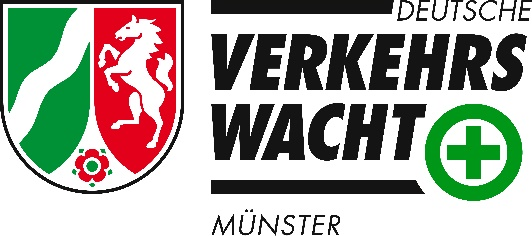 DEUTSCHE
VERKEHRS
WACHT
MÜNSTER